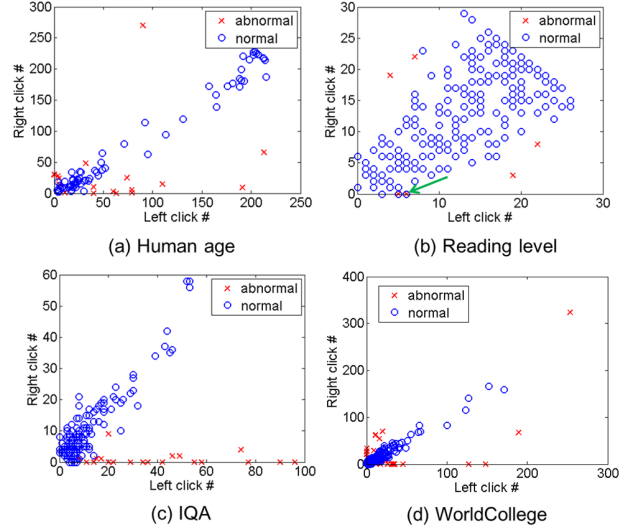 300
250
200
150
100
50
0
Right click #
abnormal
normal
0 50 100 150 200 250
Left click #
(a) Human age
30
25
20
15
10
5
0
Right click #
abnormal
normal
0 10 20 30
Left click #
(b) Reading level
60
50
40
30
20
10
0
Right click #
abnormal
normal
0 20 40 60 80 100
Left click #
(c) IQA
400
300
200
100
0
Right click #
abnormal
normal
0 100 200 300
Left click #
(d) WorldCollege